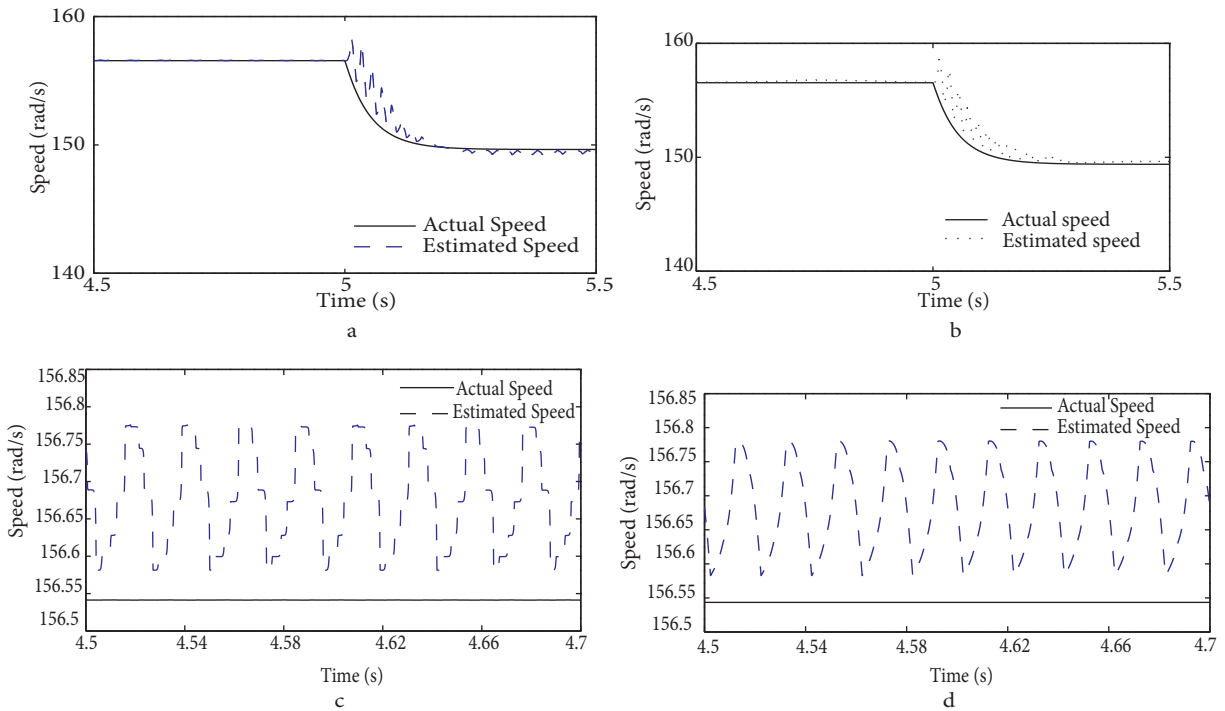 160
150
140
Speed (rad/s)
Actual Speed
Estimated Speed
4.5 5 5.5
Time (s)
a
160
150
140
Speed (rad/s)
Actual speed
Estimated speed
4.5 5 5.5
Time (s)
b
156.85
156.8
156.75
156.7
156.65
156.6
156.55
156.5
Speed (rad/s)
Actual Speed
Estimated Speed
4.5 4.54 4.58 4.62 4.66 4.7
Time (s)
c
156.85
156.8
156.75
156.7
156.65
156.6
156.55
156.5
Speed (rad/s)
Actual Speed
Estimated Speed
4.5 4.54 4.58 4.62 4.66 4.7
Time (s)
d